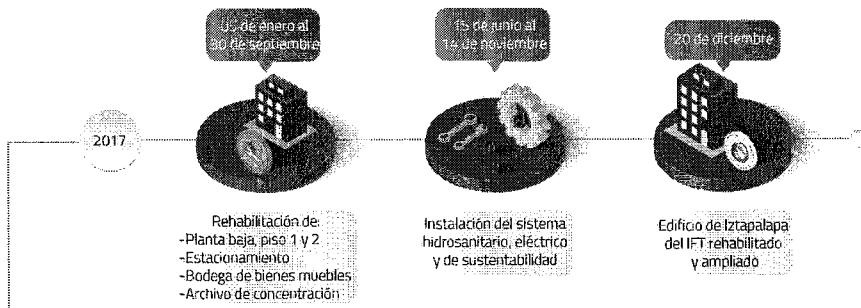 2017
05 de enero al
30 de septiembre
Rehabilitación de:
-Planta baja, piso 1 y 2
-Estacionamiento
-Bodega de bienes muebles
-Archivo de concentración
15 de junio al
14 de noviembre
Instalación del sistema
hidrosanitario, eléctrico
y de sustentabilidad
20 de diciembre
Edificio de Iztapalapa
del IFT rehabilitado
y ampliado